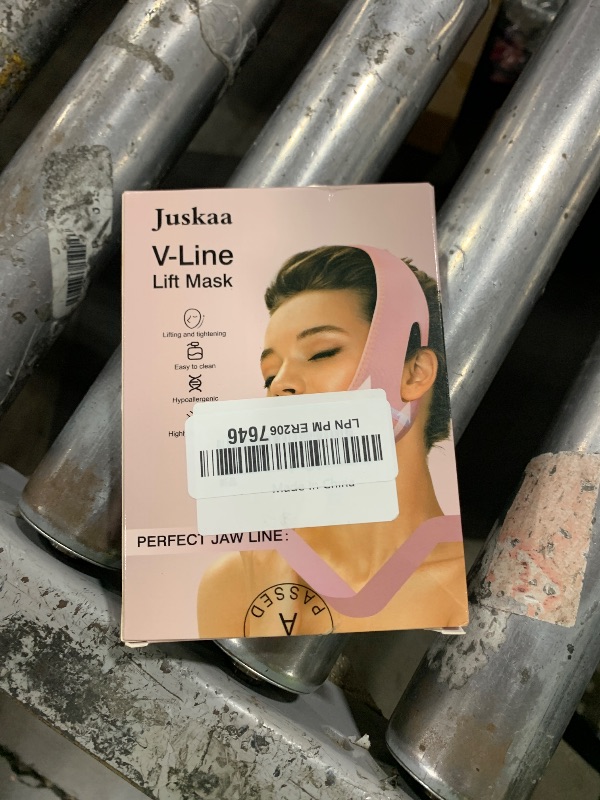 Juskaa
V-Line
Lift Mask
Lifting and tightening
Easy to clean
Hypoallergenic
LPN PM ER206 7646
Made in China
PERFECT JAW LINE:
A
PASSED